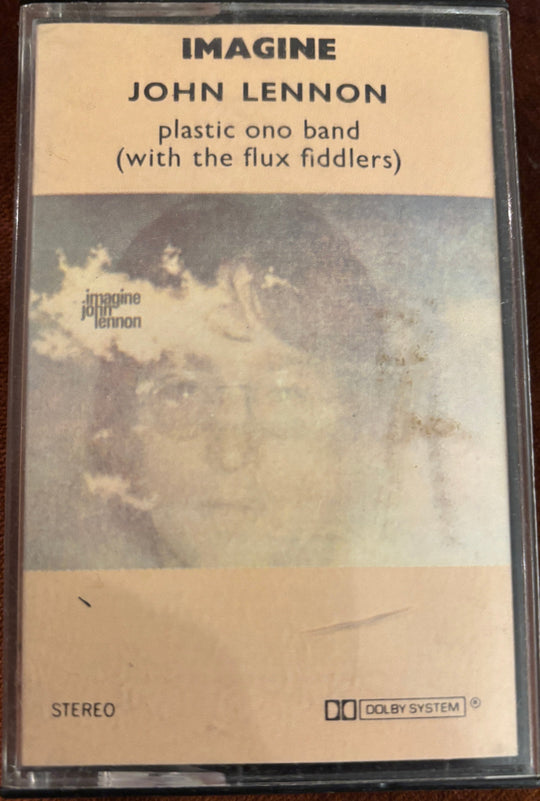 IMAGINE
JOHN LENNON
plastic ono band
(with the flux fiddlers)
imagine
john
lennon
STEREO
DOLBY SYSTEM ®